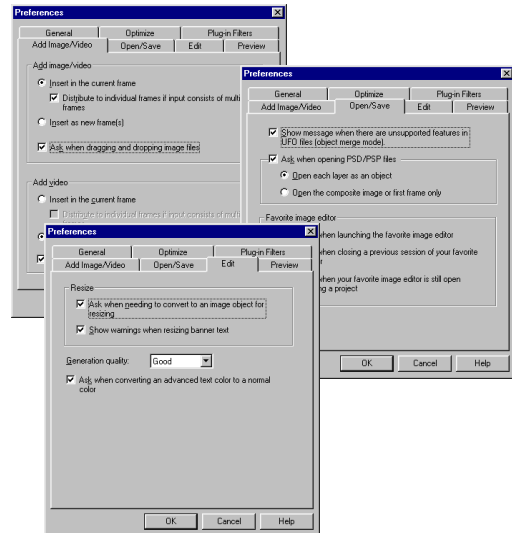 Preferences
General Optimize Plug-in Filters
Add Image/Video Open/Save Edit Preview
Add image/video
Insert in the current frame
Distribute to individual frames if input consists of multi
frames
Insert as new frame(s)
Ask when dragging and dropping image files
Add video
Insert in the current frame
Distribute to individual frames if input consists of multi
Preferences
General Optimize Plug-in Filters
Add Image/Video Open/Save Edit Preview
Show message when there are unsupported features in
UFO files (object merge mode).
Ask when opening PSD/PSP files
Open each layer as an object
Open the composite image or first frame only
Favorite image editor
hen launching the favorite image editor
hen closing a previous session of your favorite
r
hen your favorite image editor is still open
ng a project
OK Cancel Help
Preferences
General Optimize Plug-in Filters
Add Image/Video Open/Save Edit Preview
Resize
Ask when needing to convert to an image object for
resizing
Show warnings when resizing banner text
Generation quality: Good
Ask when converting an advanced text color to a normal
color
OK Cancel Help